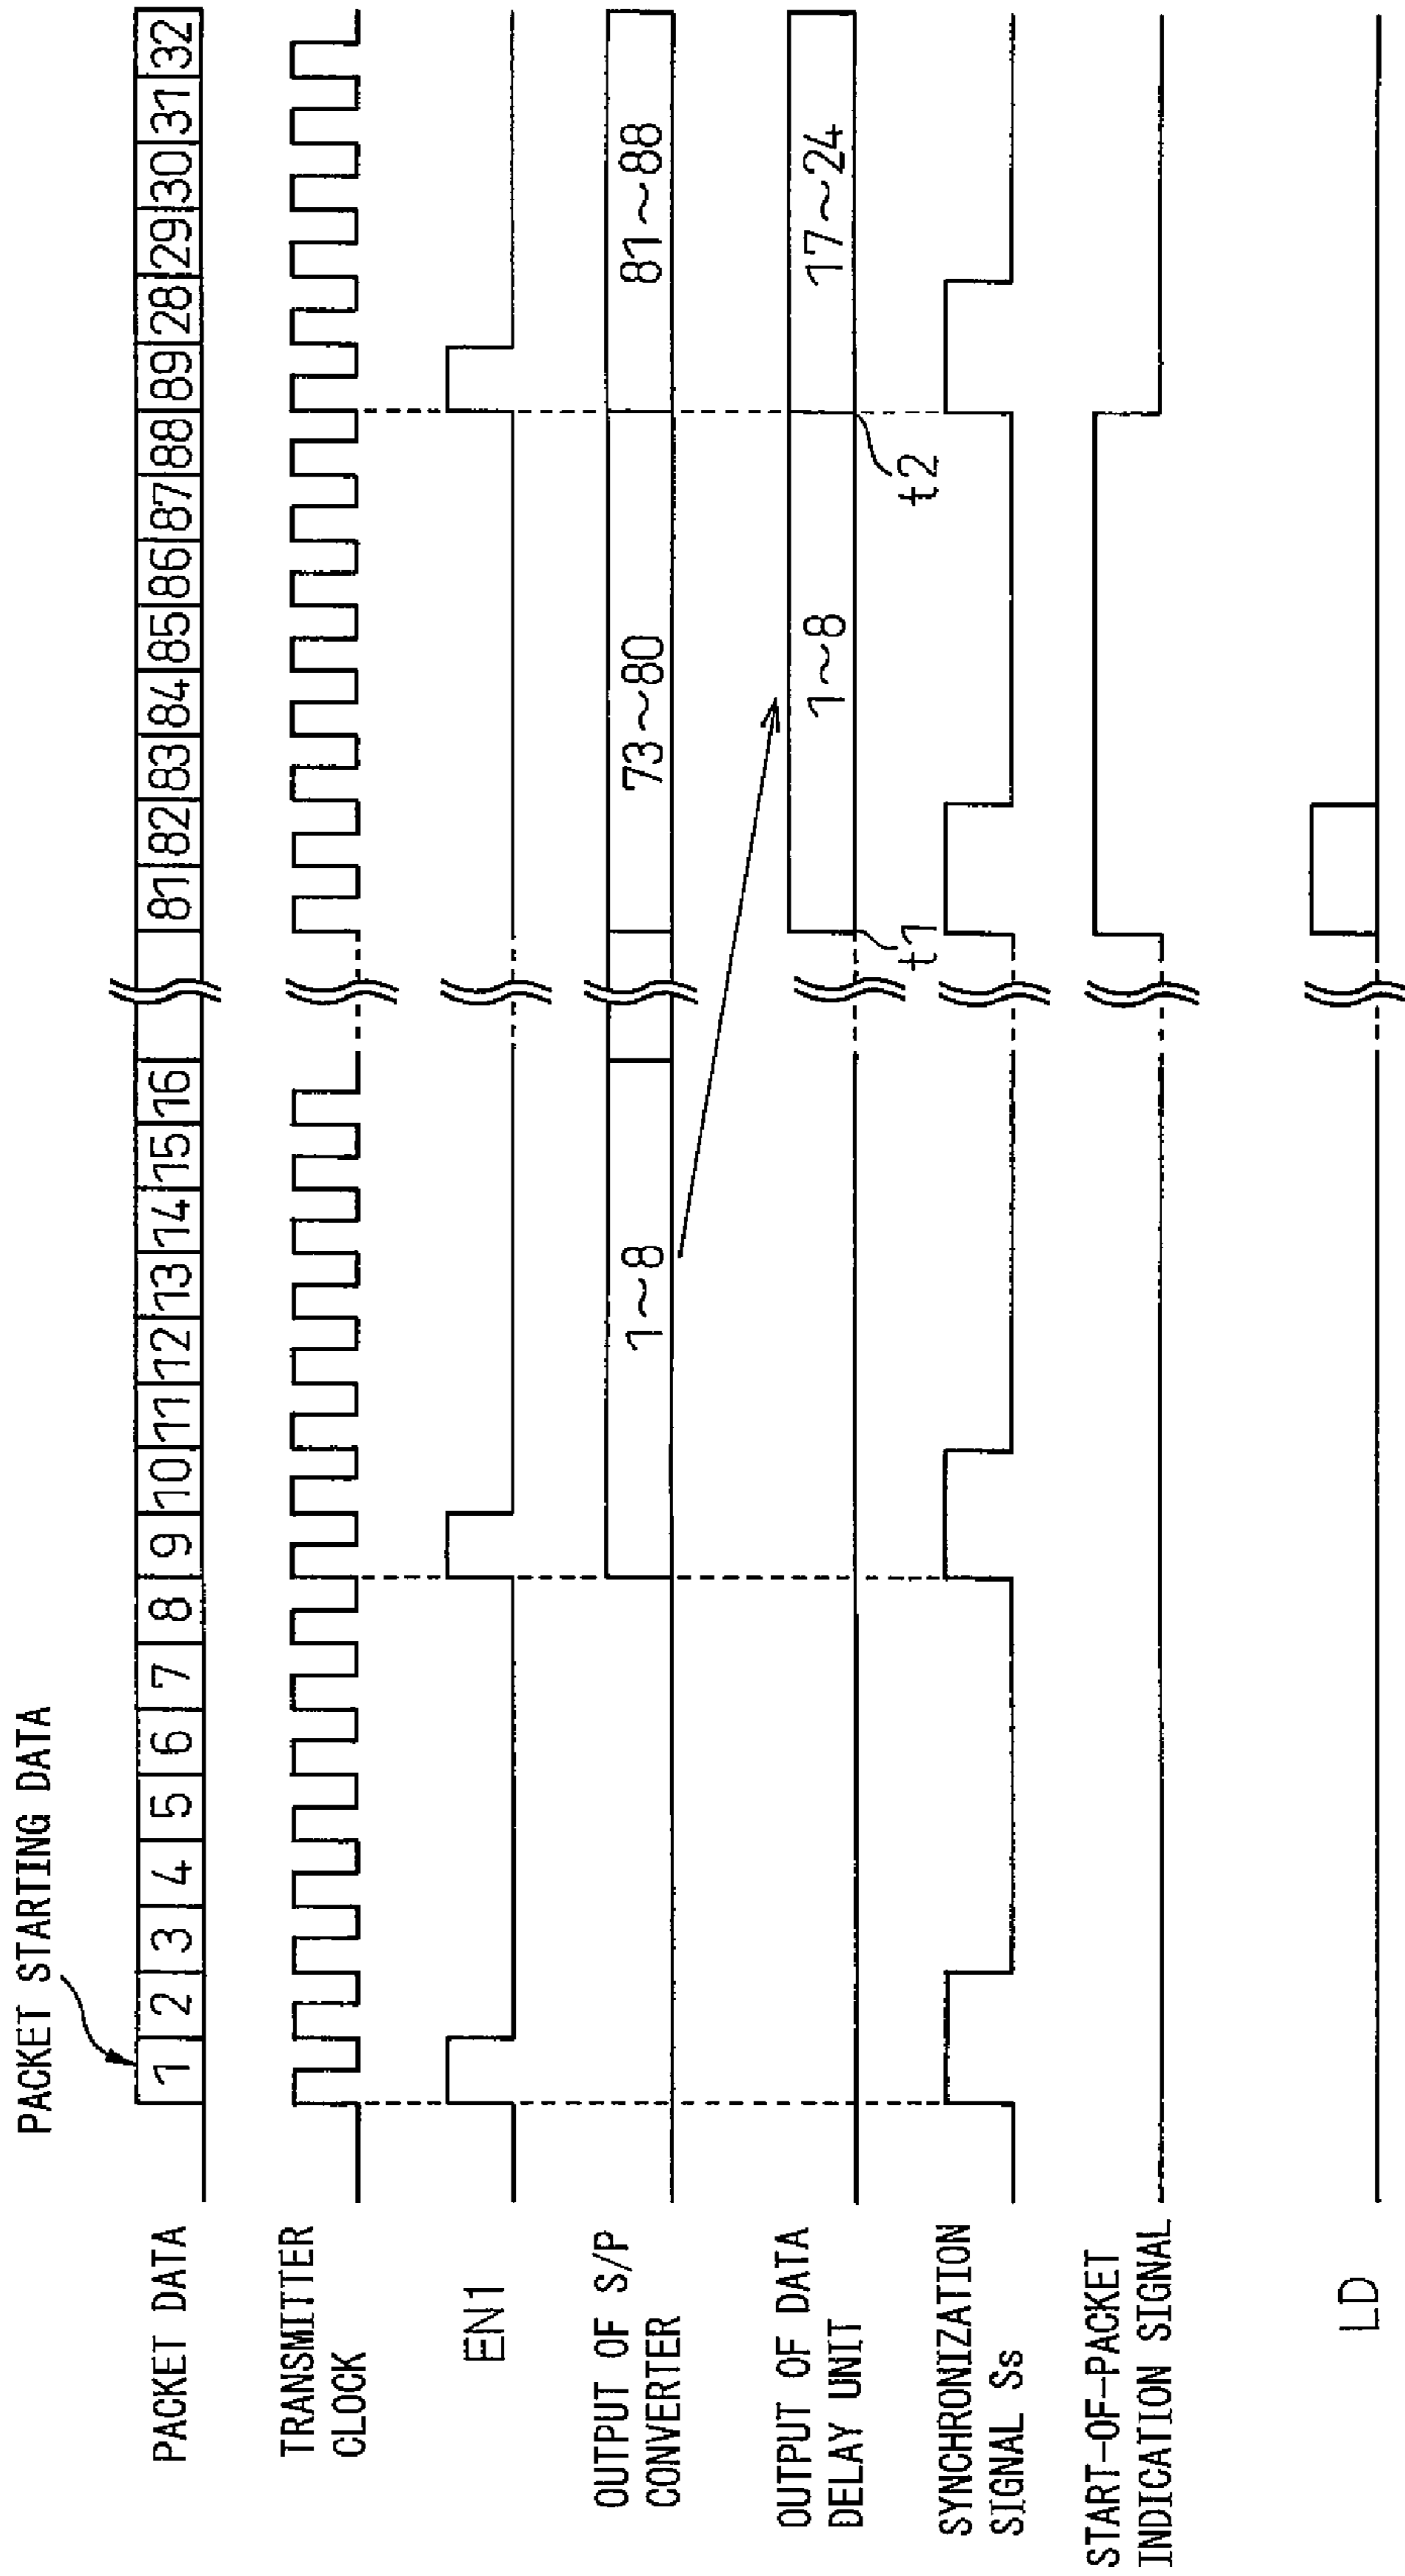 PACKET STARTING DATA
PACKET DATA
1 2 3 4 5 6 7 8 9 10 11 12 13 14 15 16 81 82 83 84 85 86 87 88 89 28 29 30 31 32
TRANSMITTER
CLOCK
EN1
OUTPUT OF S/P
CONVERTER
1~8 73~80 81~88
OUTPUT OF DATA
DELAY UNIT
1~8 17~24
t1 t2
SYNCHRONIZATION
SIGNAL Ss
START-OF-PACKET
INDICATION SIGNAL
LD